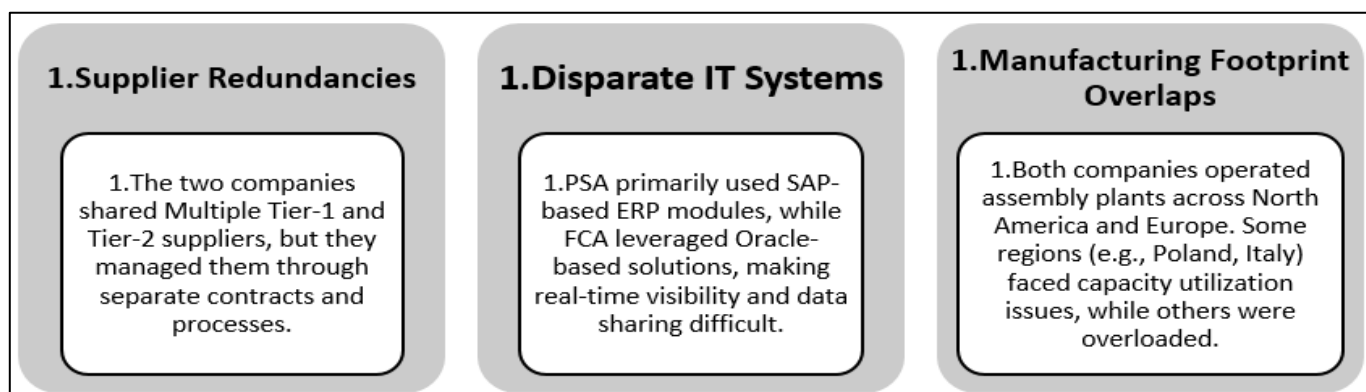 1.Supplier Redundancies
1.The two companies
shared Multiple Tier-1 and
Tier-2 suppliers, but they
managed them through
separate contracts and
processes.
1.Disparate IT Systems
1.PSA primarily used SAP-
based ERP modules, while
FCA leveraged Oracle-
based solutions, making
real-time visibility and data
sharing difficult.
1.Manufacturing Footprint
Overlaps
1.Both companies operated
assembly plants across North
America and Europe. Some
regions (e.g., Poland, Italy)
faced capacity utilization
issues, while others were
overloaded.